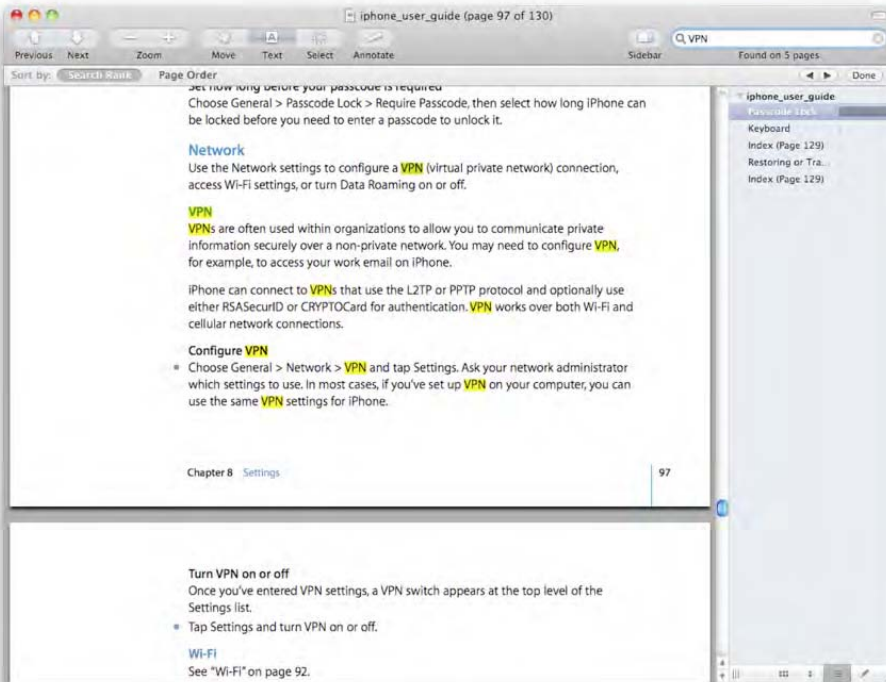 iphone_user_guide (page 97 of 130)
VPN
Previous Next Zoom Move Text Select Annotate Sidebar Found on 5 pages
Sort by: Search Rank Page Order Done
Set how long before your passcode is required
Choose General > Passcode Lock > Require Passcode, then select how long iPhone can
be locked before you need to enter a passcode to unlock it.
Network
Use the Network settings to configure a VPN (virtual private network) connection,
access Wi-Fi settings, or turn Data Roaming on or off.
VPN
VPNs are often used within organizations to allow you to communicate private
information securely over a non-private network. You may need to configure VPN,
for example, to access your work email on iPhone.
iPhone can connect to VPNs that use the L2TP or PPTP protocol and optionally use
either RSASecurID or CRYPTOCard for authentication. VPN works over both Wi-Fi and
cellular network connections.
Configure VPN
Choose General > Network > VPN and tap Settings. Ask your network administrator
which settings to use. In most cases, if you've set up VPN on your computer, you can
use the same VPN settings for iPhone.
Chapter 8 Settings 97
Turn VPN on or off
Once you've entered VPN settings, a VPN switch appears at the top level of the
Settings list.
Tap Settings and turn VPN on or off.
Wi-Fi
See "Wi-Fi" on page 92.
iphone_user_guide
Passcode Lock
Keyboard
Index (Page 129)
Restoring or Tra...
Index (Page 129)